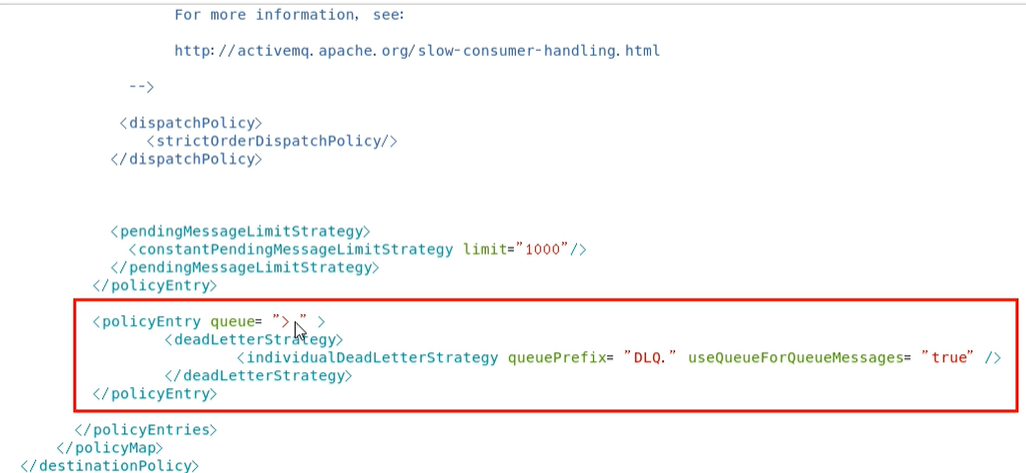 For more information, see:
http://activemq.apache.org/slow-consumer-handling.html
-->
<dispatchPolicy>
<strictOrderDispatchPolicy/>
</dispatchPolicy>
<pendingMessageLimitStrategy>
<constantPendingMessageLimitStrategy limit="1000"/>
</pendingMessageLimitStrategy>
</policyEntry>
<policyEntry queue= ">" >
<deadLetterStrategy>
<individualDeadLetterStrategy queuePrefix= "DLQ." useQueueForQueueMessages= "true" />
</deadLetterStrategy>
</policyEntry>
</policyEntries>
</policyMap>
</destinationPolicy>